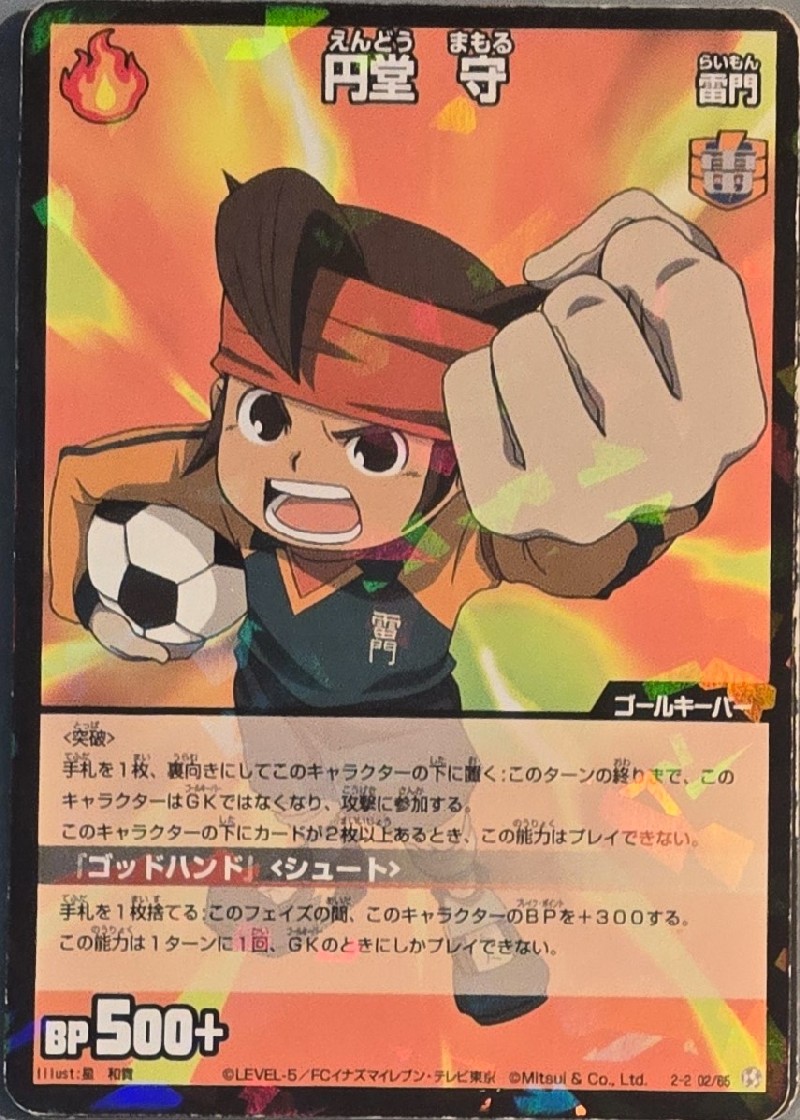 えんどう まもる
円堂 守
らいもん
雷門
雷
雷門
ゴールキーパー
<突破>
手札を1枚、裏向きにしてこのキャラクターの下に置く:このターンの終りまで、この
キャラクターはGKではなくなり、攻撃に参加する。
このキャラクターの下にカードが2枚以上あるとき、この能力はプレイできない。
「ゴッドハンド」<シュート>
手札を1枚捨てる:このフェイズの間、このキャラクターのBPを+300する。
この能力は1ターンに1回、GKのときにしかプレイできない。
BP 500+
Illust:星 和貴 ©LEVEL-5/FCイナズマイレブン・テレビ東京 ©Mitsui & Co., Ltd. 2-2 02/65